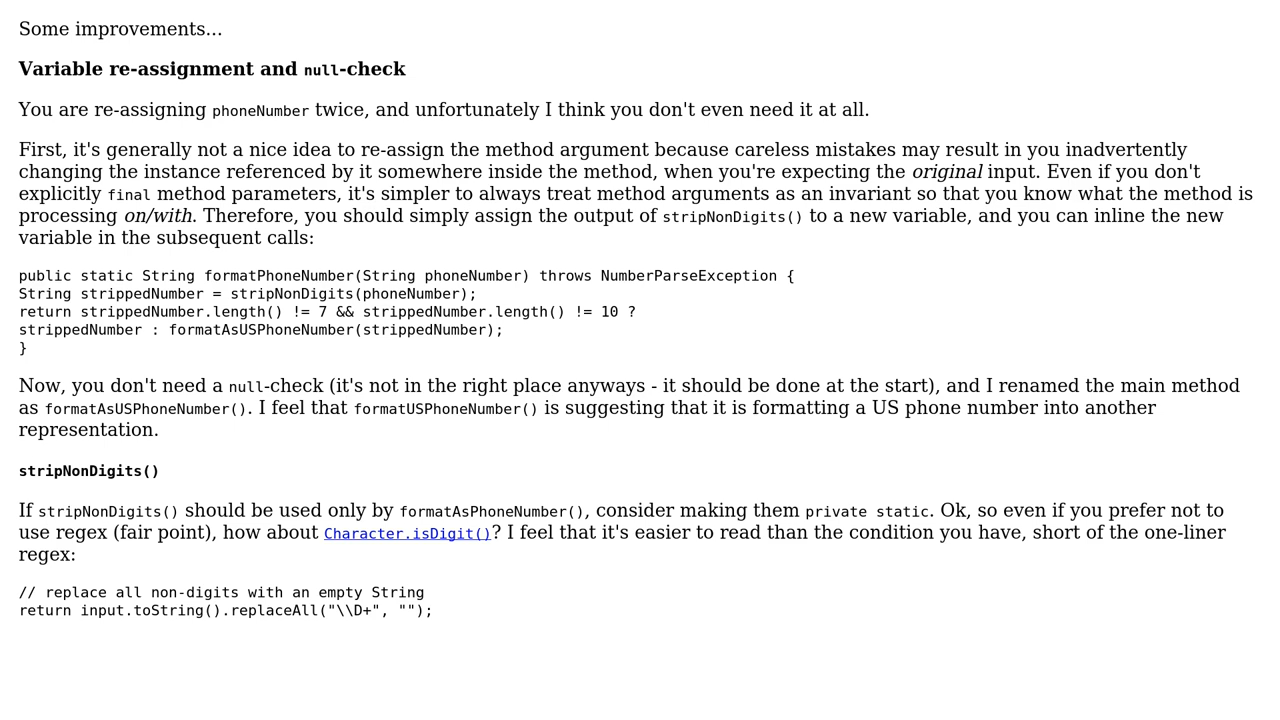 Some improvements...
Variable re-assignment and null-check
You are re-assigning phoneNumber twice, and unfortunately I think you don't even need it at all.
First, it's generally not a nice idea to re-assign the method argument because careless mistakes may result in you inadvertently
changing the instance referenced by it somewhere inside the method, when you're expecting the original input. Even if you don't
explicitly final method parameters, it's simpler to always treat method arguments as an invariant so that you know what the method is
processing on/with. Therefore, you should simply assign the output of stripNonDigits() to a new variable, and you can inline the new
variable in the subsequent calls:
public static String formatPhoneNumber(String phoneNumber) throws NumberParseException {
String strippedNumber = stripNonDigits(phoneNumber);
return strippedNumber.length() != 7 && strippedNumber.length() != 10 ?
strippedNumber : formatAsUSPhoneNumber(strippedNumber);
}
Now, you don't need a null-check (it's not in the right place anyways - it should be done at the start), and I renamed the main method
as formatAsUSPhoneNumber(). I feel that formatUSPhoneNumber() is suggesting that it is formatting a US phone number into another
representation.
stripNonDigits()
If stripNonDigits() should be used only by formatAsPhoneNumber(), consider making them private static. Ok, so even if you prefer not to
use regex (fair point), how about Character.isDigit()? I feel that it's easier to read than the condition you have, short of the one-liner
regex:
// replace all non-digits with an empty String
return input.toString().replaceAll("\\D+", "");